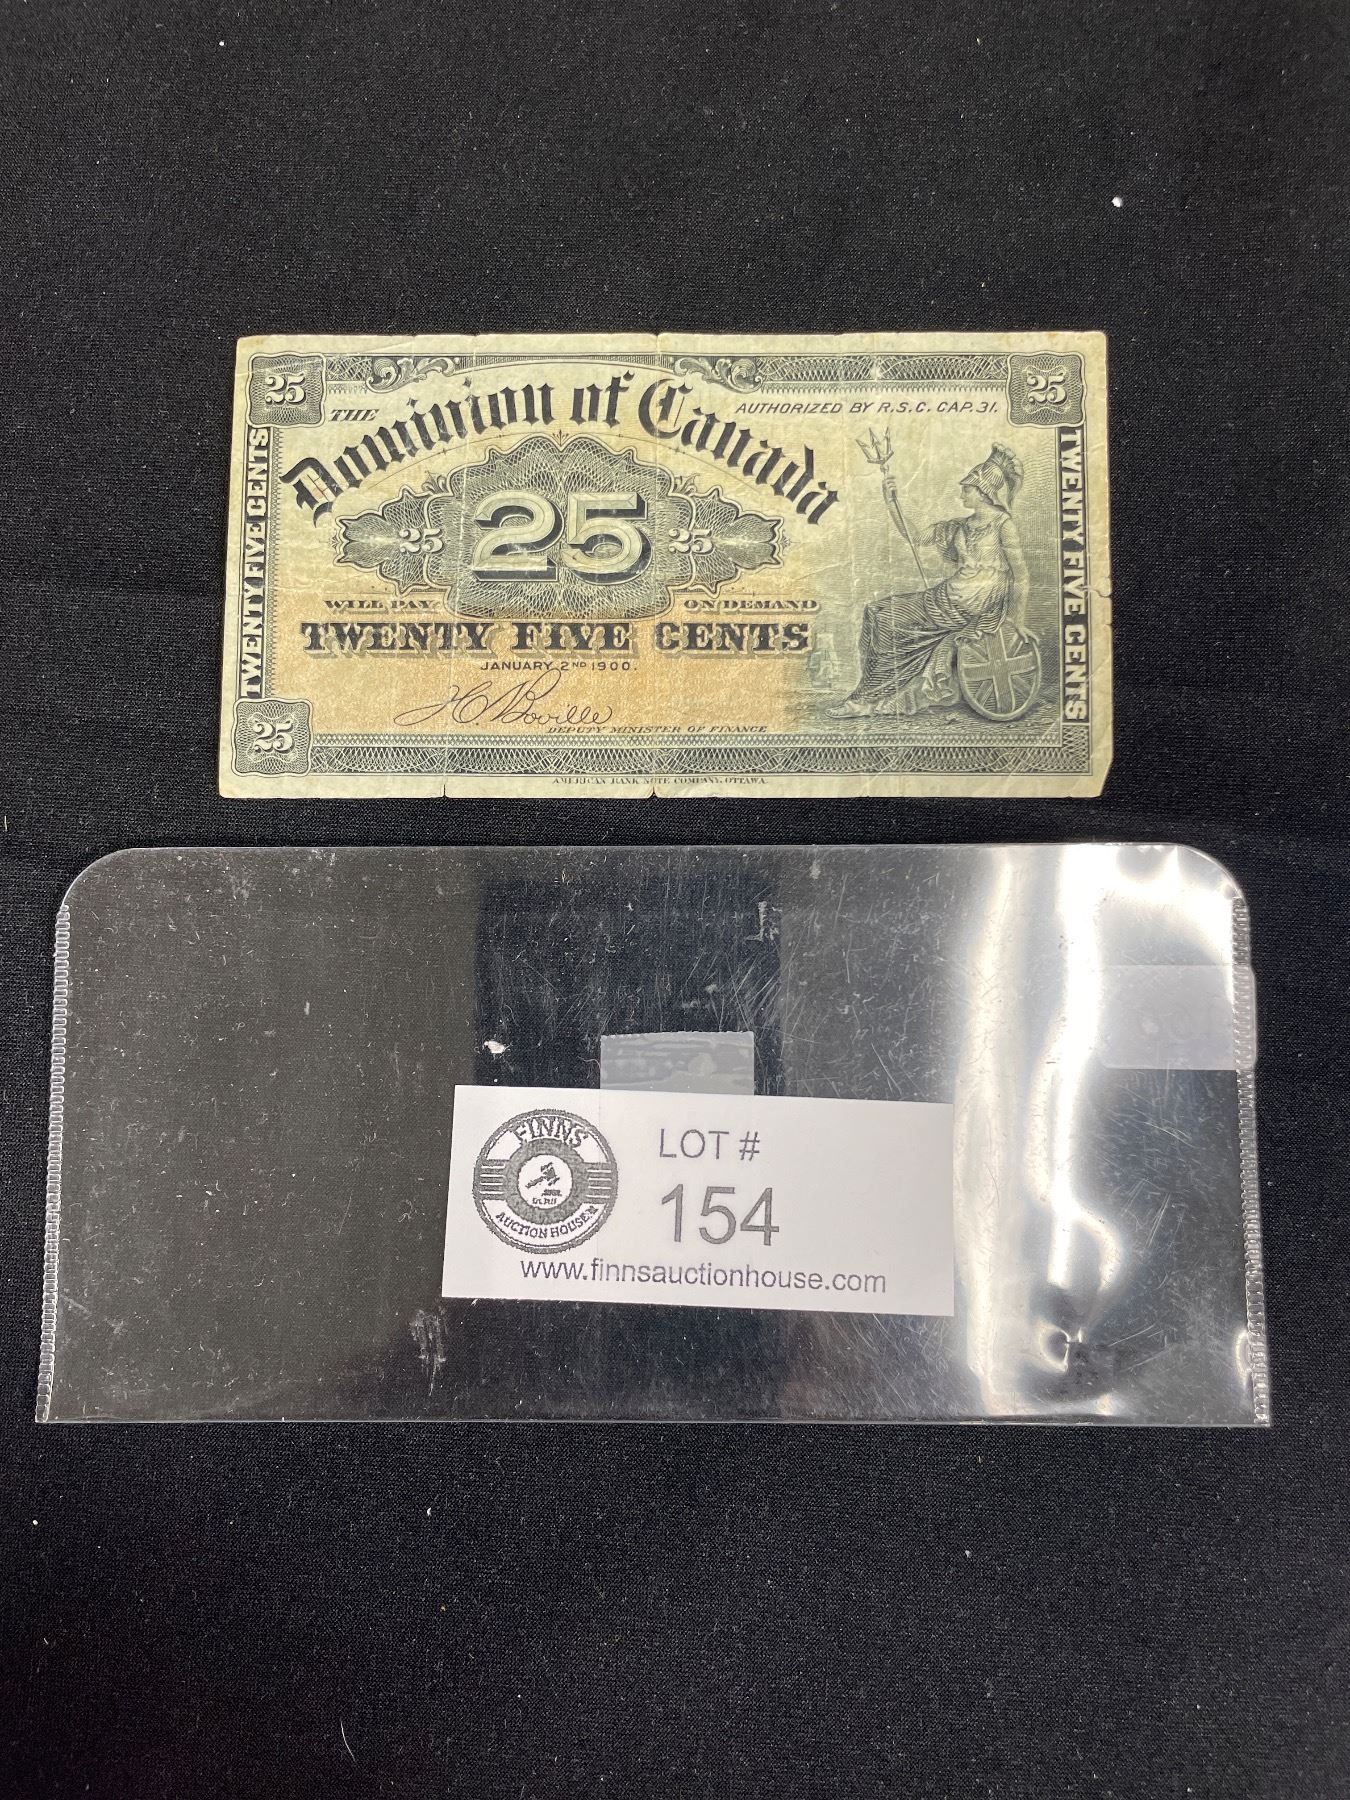 25
25
THE
AUTHORIZED BY R.S.C. CAP. 31.
Dominion of Canada
TWENTY FIVE CENTS
TWENTY FIVE CENTS
25
25
25
WILL PAY
ON DEMAND
TWENTY FIVE CENTS
JANUARY 2ND 1900.
H.C. Boville
DEPUTY MINISTER OF FINANCE
25
AMERICAN BANK NOTE COMPANY, OTTAWA.
FINNS
AUCTION HOUSE
LOT #
154
www.finnsauctionhouse.com